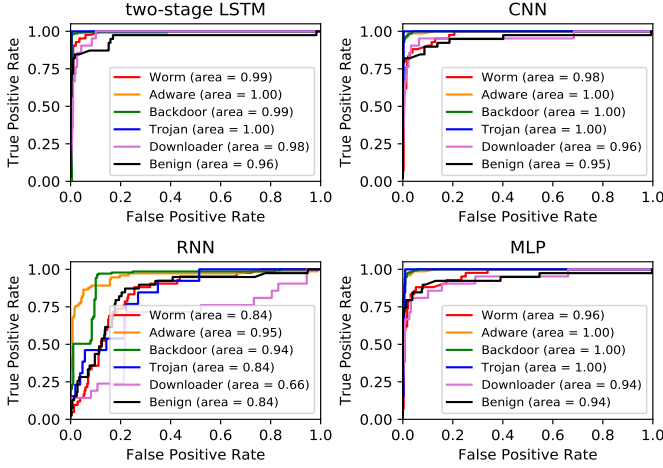 two-stage LSTM
True Positive Rate
1.00
0.75
0.50
0.25
0.00
Worm (area = 0.99)
Adware (area = 1.00)
Backdoor (area = 0.99)
Trojan (area = 1.00)
Downloader (area = 0.98)
Benign (area = 0.96)
0.0 0.2 0.4 0.6 0.8 1.0
False Positive Rate
CNN
True Positive Rate
1.00
0.75
0.50
0.25
0.00
Worm (area = 0.98)
Adware (area = 1.00)
Backdoor (area = 1.00)
Trojan (area = 1.00)
Downloader (area = 0.96)
Benign (area = 0.95)
0.0 0.2 0.4 0.6 0.8 1.0
False Positive Rate
RNN
True Positive Rate
1.00
0.75
0.50
0.25
0.00
Worm (area = 0.84)
Adware (area = 0.95)
Backdoor (area = 0.94)
Trojan (area = 0.84)
Downloader (area = 0.66)
Benign (area = 0.84)
0.0 0.2 0.4 0.6 0.8 1.0
False Positive Rate
MLP
True Positive Rate
1.00
0.75
0.50
0.25
0.00
Worm (area = 0.96)
Adware (area = 1.00)
Backdoor (area = 1.00)
Trojan (area = 1.00)
Downloader (area = 0.94)
Benign (area = 0.94)
0.0 0.2 0.4 0.6 0.8 1.0
False Positive Rate